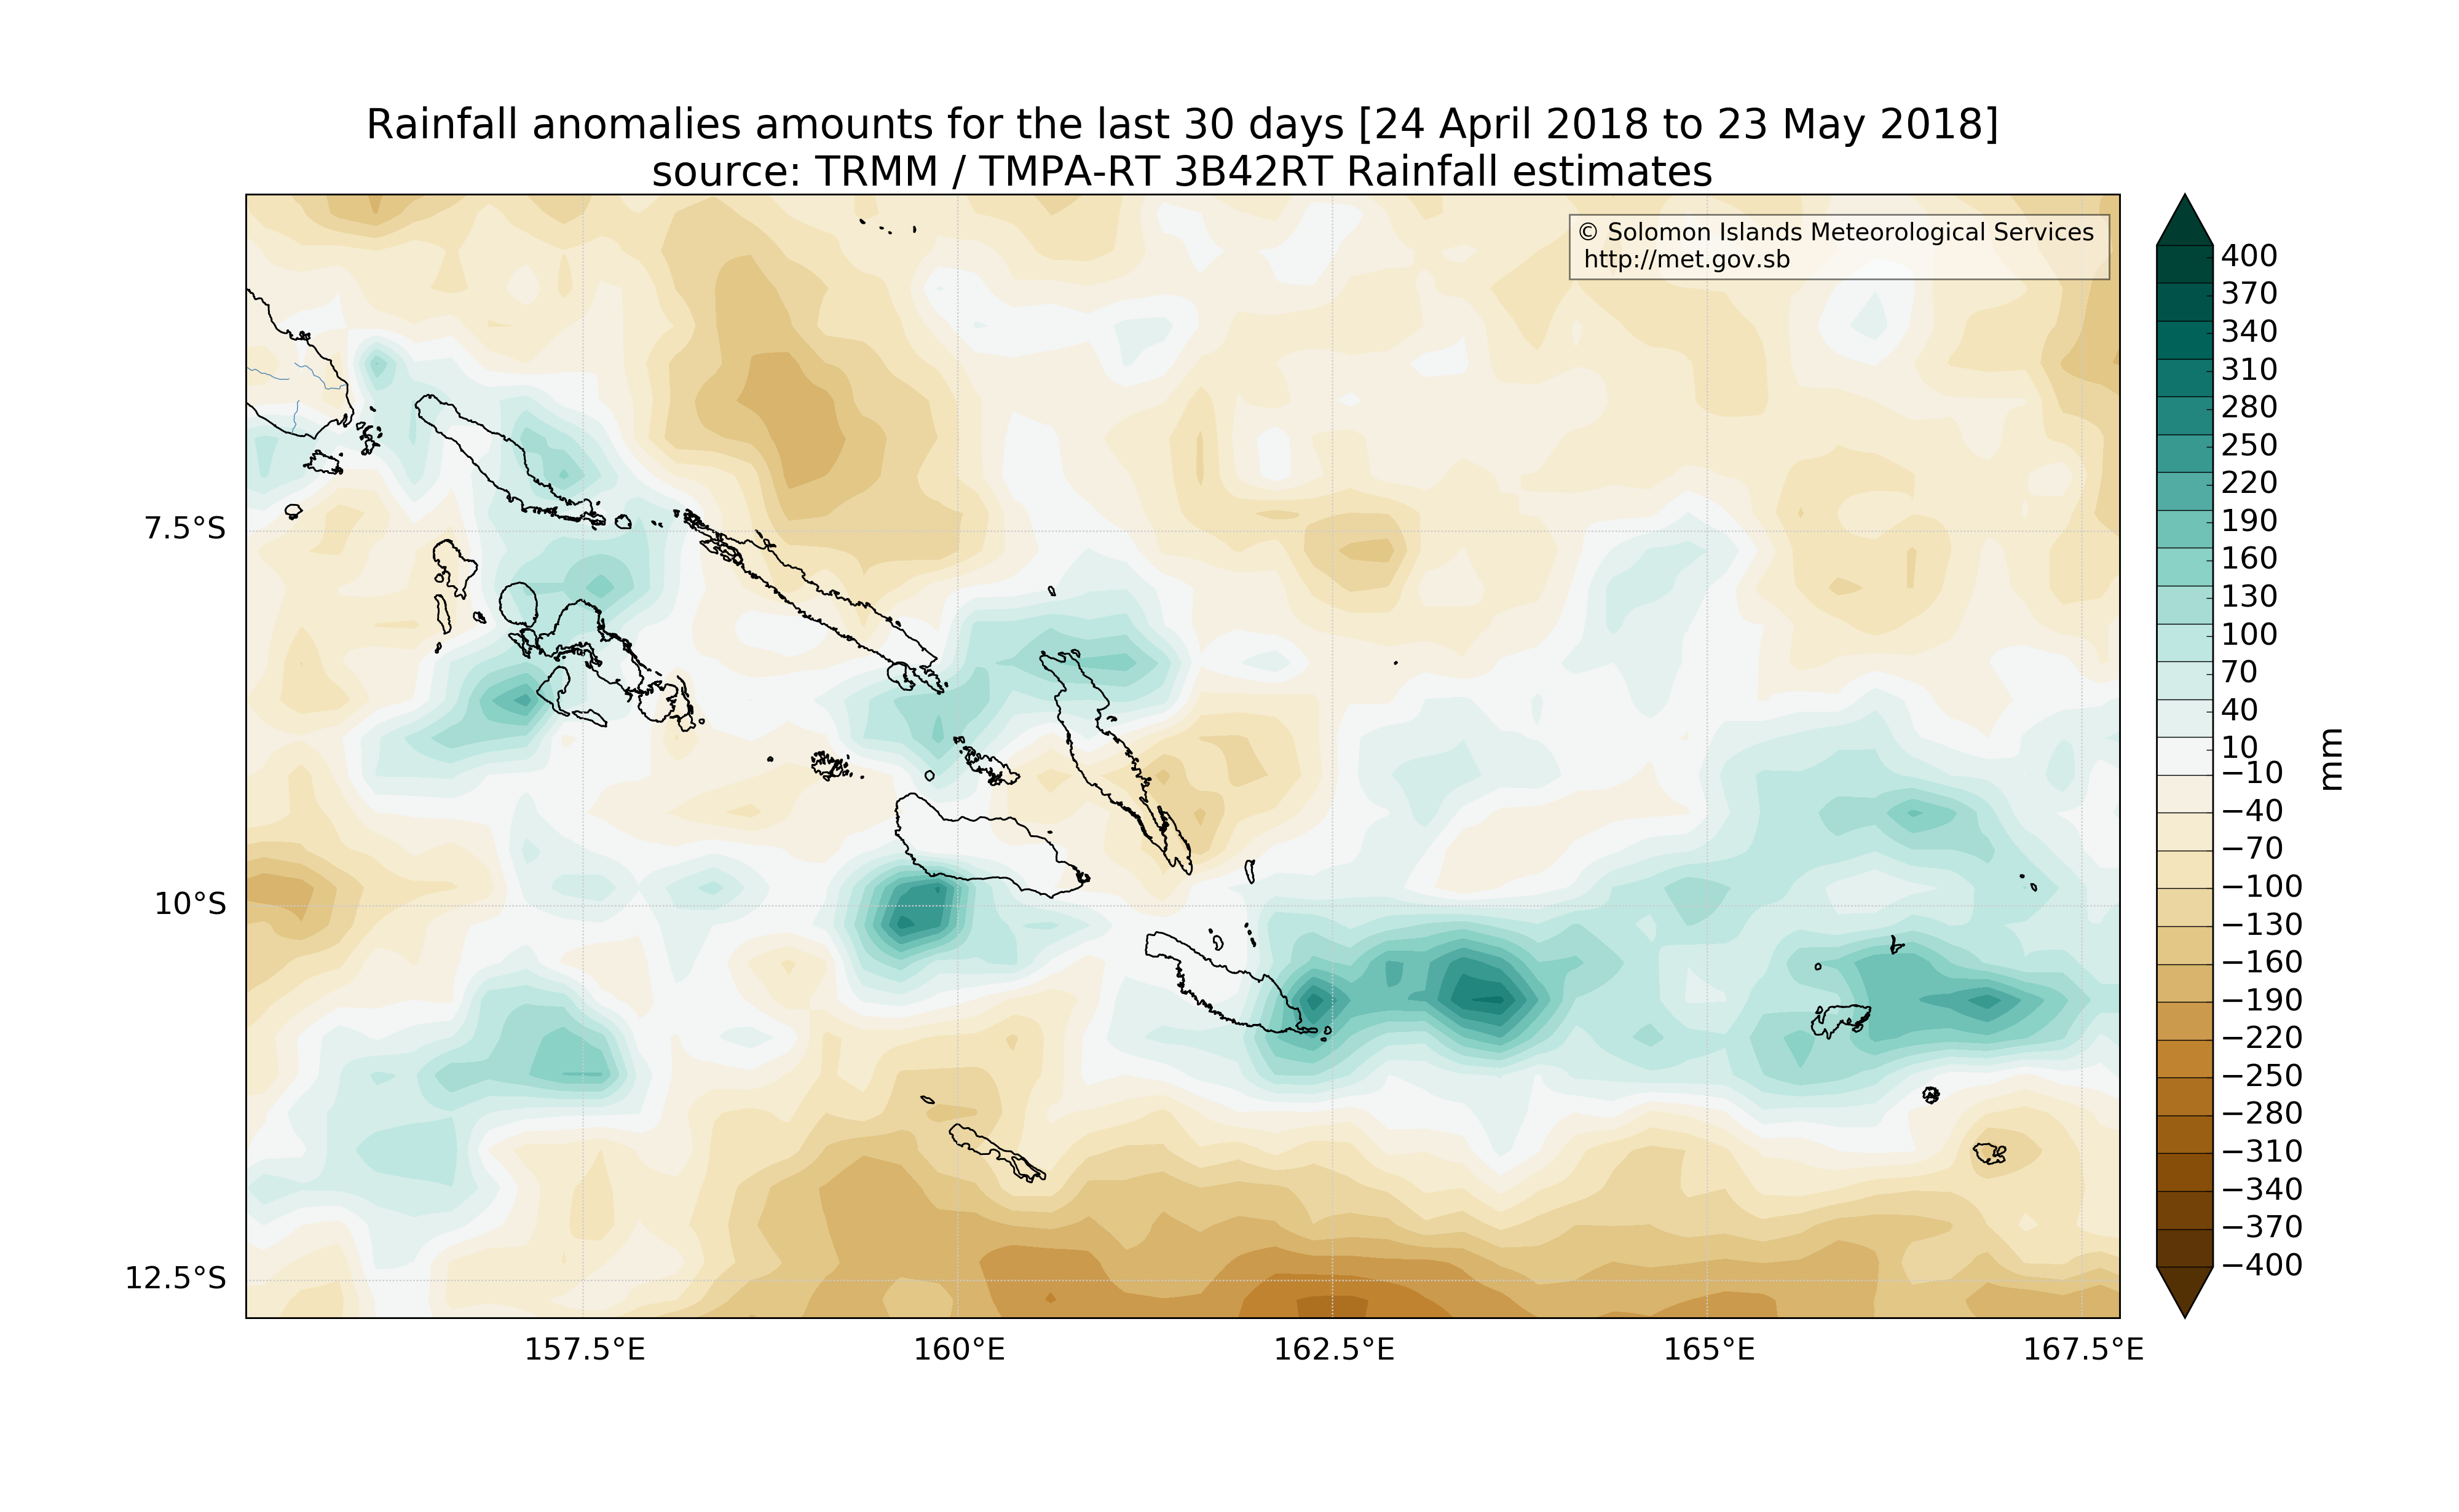 Rainfall anomalies amounts for the last 30 days [24 April 2018 to 23 May 2018]
source: TRMM / TMPA-RT 3B42RT Rainfall estimates
© Solomon Islands Meteorological Services
http://met.gov.sb
7.5°S
10°S
12.5°S
157.5°E
160°E
162.5°E
165°E
167.5°E
400
370
340
310
280
250
220
190
160
130
100
70
40
10
−10
−40
−70
−100
−130
−160
−190
−220
−250
−280
−310
−340
−370
−400
mm